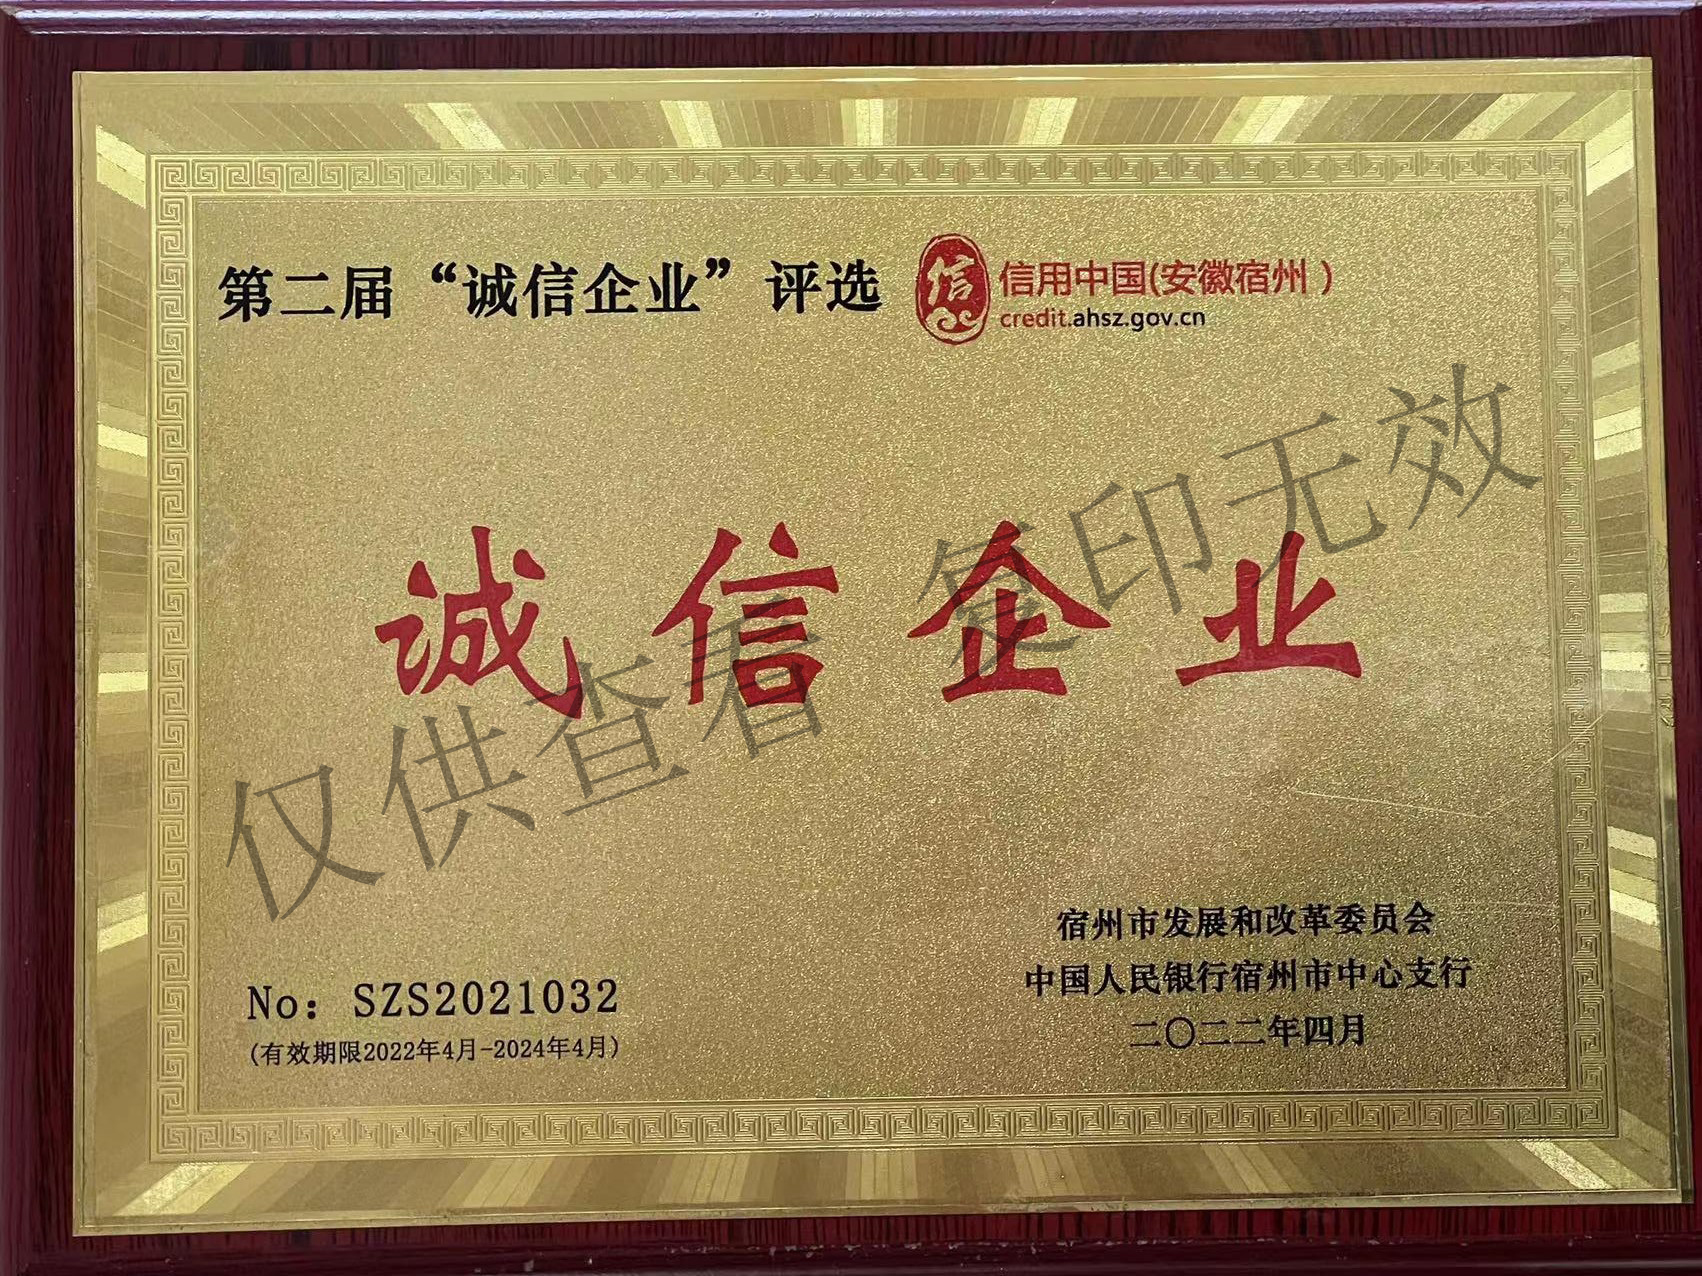 第二届“诚信企业”评选
信
信用中国(安徽宿州)
credit.ahsz.gov.cn
诚信企业
仅供查看 复印无效
No: SZS2021032
(有效期限2022年4月-2024年4月)
宿州市发展和改革委员会
中国人民银行宿州市中心支行
二〇二二年四月